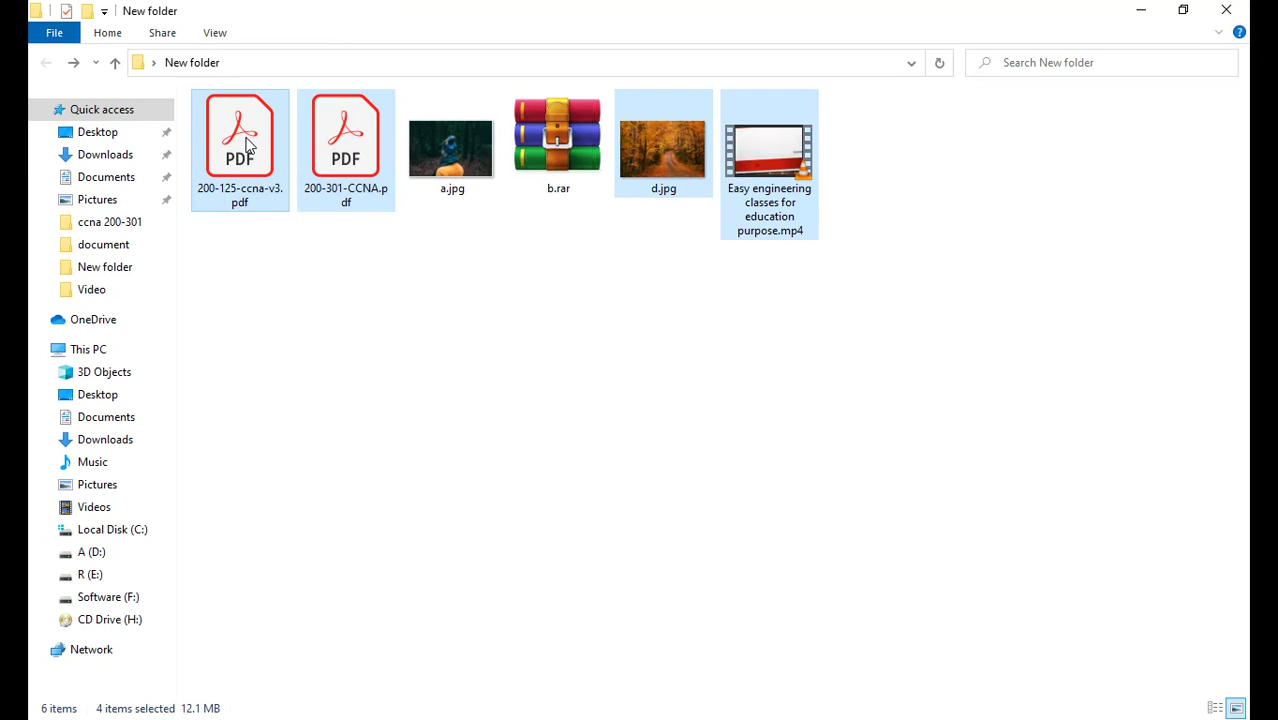 New folder
File Home Share View
New folder
Search New folder
Quick access
Desktop
Downloads
Documents
Pictures
ccna 200-301
document
New folder
Video
OneDrive
This PC
3D Objects
Desktop
Documents
Downloads
Music
Pictures
Videos
Local Disk (C:)
A (D:)
R (E:)
Software (F:)
CD Drive (H:)
Network
PDF
200-125-ccna-v3.
pdf
PDF
200-301-CCNA.p
df
a.jpg
b.rar
d.jpg
Easy engineering
classes for
education
purpose.mp4
6 items 4 items selected 12.1 MB